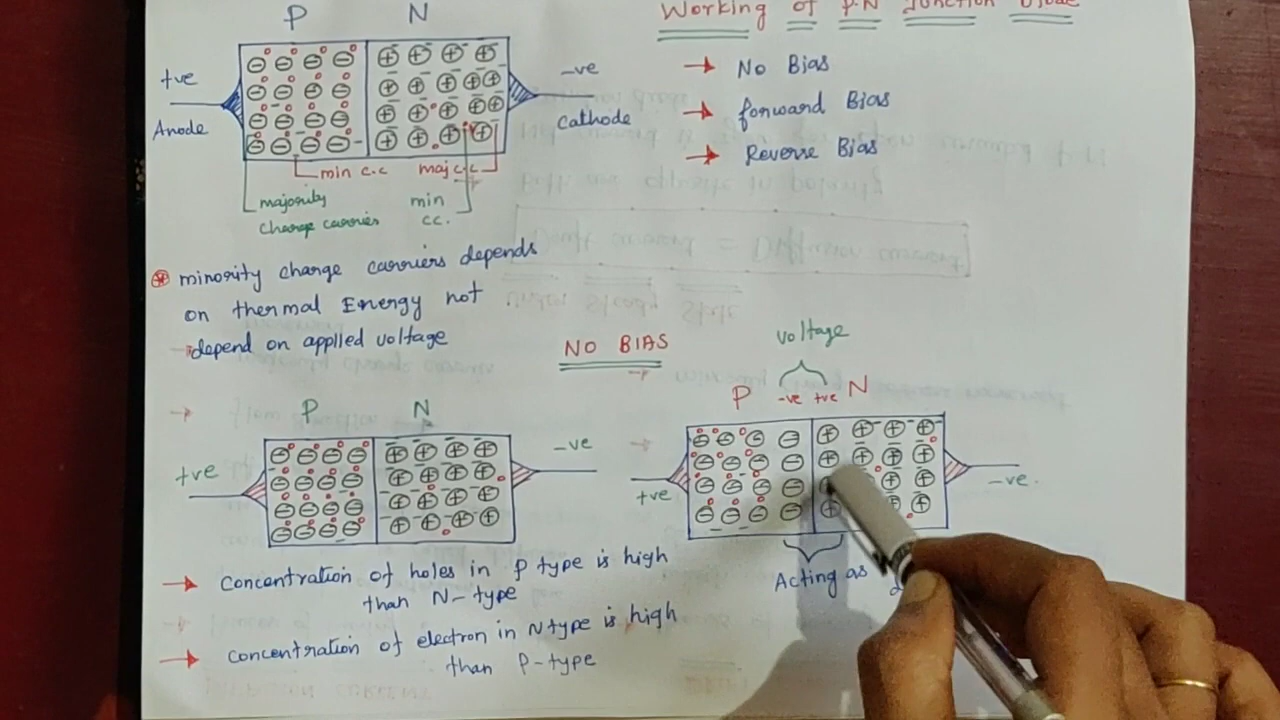 Working of PN Junction Diode
→ No Bias
→ forward Bias
→ Reverse Bias
P N
+ve
Anode
-ve
Cathode
min c.c maj c.c
majority
charge carries
min
cc.
⊛ minority charge carriers depends
on thermal Energy not
depend on applied voltage
NO BIAS
P N
+ve
-ve
→ concentration of holes in p type is high
than N-type
→ concentration of electron in N type is high
than P-type
voltage
P -ve +ve N
+ve
-ve.
Acting as